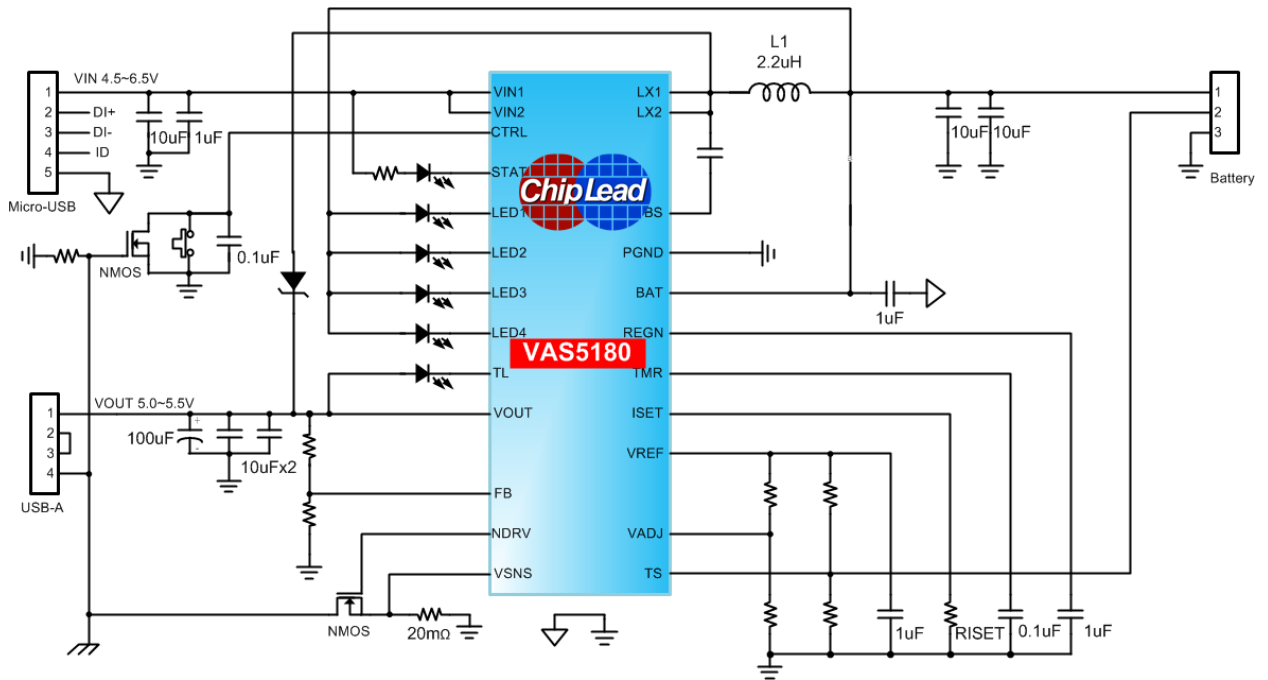 L1
2.2uH
VIN 4.5~6.5V
1
2
3
4
5
DI+
DI-
ID
Micro-USB
10uF
1uF
VIN1
VIN2
CTRL
STAT
LED1
LED2
LED3
LED4
TL
VOUT
FB
NDRV
VSNS
ChipLead
VAS5180
LX1
LX2
BS
PGND
BAT
REGN
TMR
ISET
VREF
VADJ
TS
10uF
10uF
1
2
3
Battery
NMOS
0.1uF
1uF
VOUT 5.0~5.5V
1
2
3
4
USB-A
100uF
+
-
10uFx2
NMOS
20mΩ
1uF
RISET
0.1uF
1uF